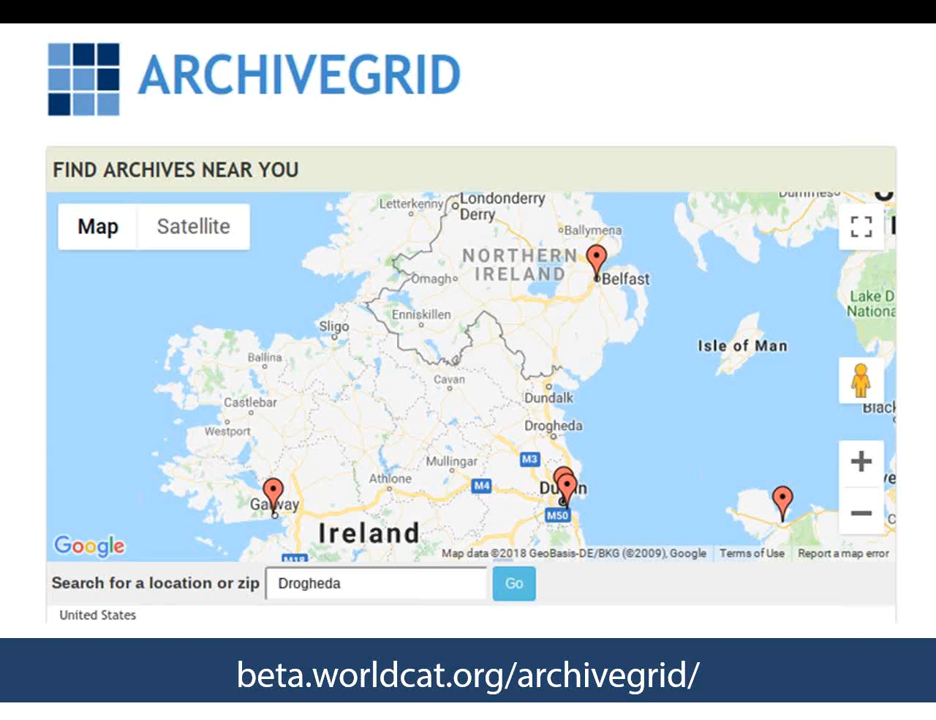 ARCHIVEGRID
FIND ARCHIVES NEAR YOU
Map
Satellite
Letterkenny
Londonderry
Derry
Ballymena
NORTHERN
IRELAND
Omagh
Belfast
Enniskillen
Sligo
Lake D
Nationa
Isle of Man
Ballina
Cavan
Castlebar
Dundalk
Westport
Drogheda
Black
Mullingar
M3
Athlone
M4
Galway
M50
Ireland
M18
Google
Map data ©2018 GeoBasis-DE/BKG (©2009), Google
Terms of Use
Report a map error
Search for a location or zip
Drogheda
Go
United States
beta.worldcat.org/archivegrid/